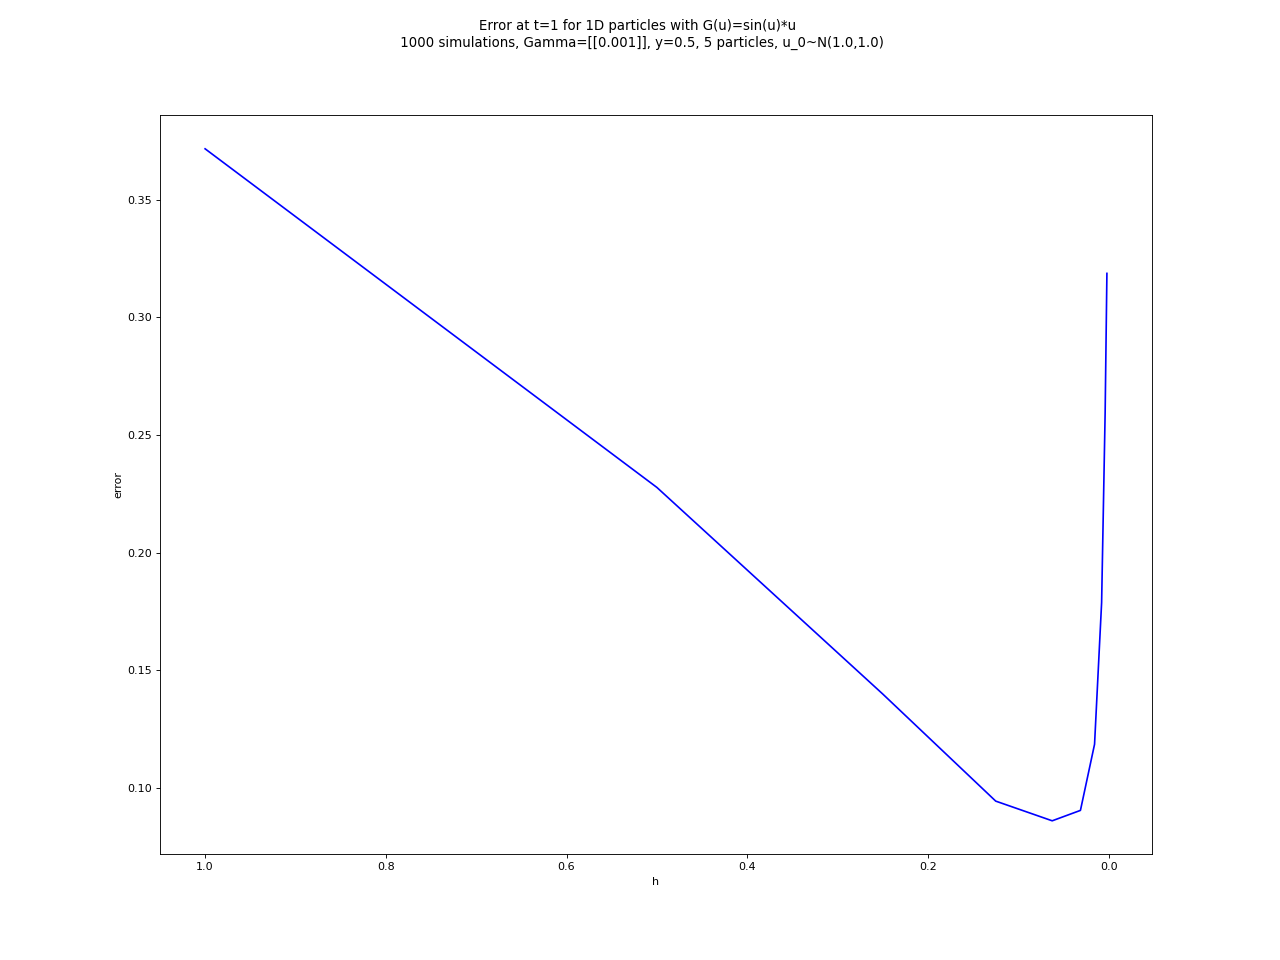 Error at t=1 for 1D particles with G(u)=sin(u)*u
1000 simulations, Gamma=[[0.001]], y=0.5, 5 particles, u_0~N(1.0,1.0)
0.35
0.30
0.25
0.20
0.15
0.10
error
1.0 0.8 0.6 0.4 0.2 0.0
h